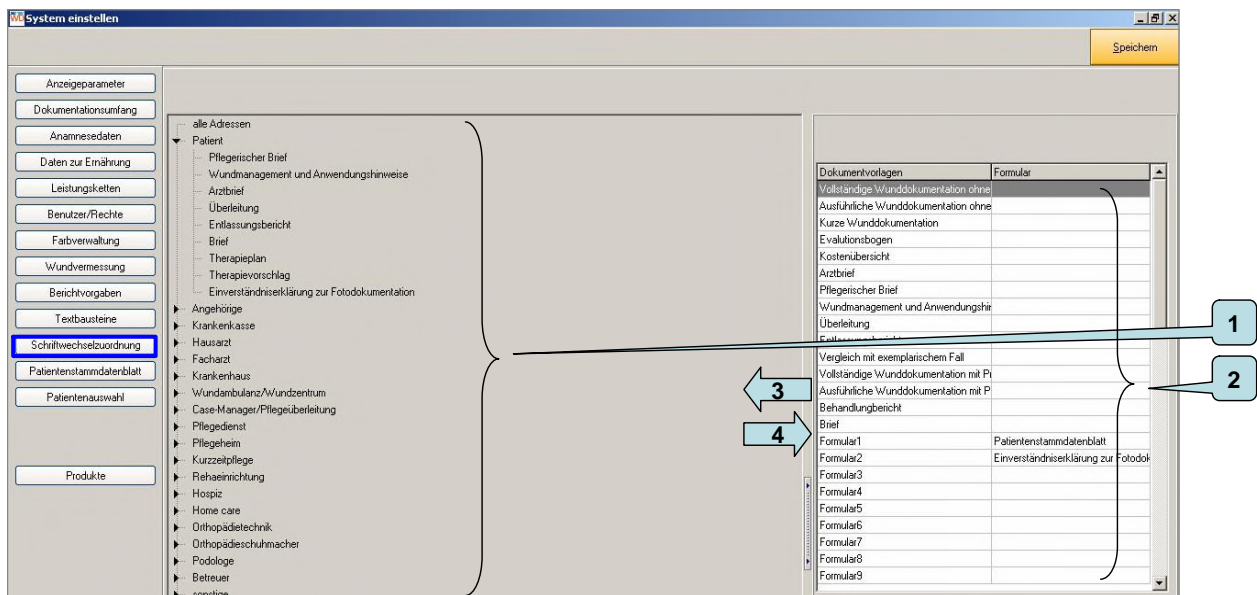 WD System einstellen
Speichern
Anzeigeparameter
Dokumentationsumfang
Anamnesedaten
Daten zur Ernährung
Leistungsketten
Benutzer/Rechte
Farbverwaltung
Wundvermessung
Berichtvorgaben
Textbausteine
Schriftwechselzuordnung
Patientenstammdatenblatt
Patientenauswahl
Produkte
alle Adressen
Patient
Pflegerischer Brief
Wundmanagement und Anwendungshinweise
Arztbrief
Überleitung
Entlassungsbericht
Brief
Therapieplan
Therapievorschlag
Einverständniserklärung zur Fotodokumentation
Angehörige
Krankenkasse
Hausarzt
Facharzt
Krankenhaus
Wundambulanz/Wundzentrum
Case-Manager/Pflegeüberleitung
Pflegedienst
Pflegeheim
Kurzzeitpflege
Rehaeinrichtung
Hospiz
Home care
Orthopädietechnik
Orthopädieschuhmacher
Podologe
Betreuer
sonstige
3
4
Dokumentvorlagen Formular
Vollständige Wunddokumentation ohne
Ausführliche Wunddokumentation ohne
Kurze Wunddokumentation
Evalutionsbogen
Kostenübersicht
Arztbrief
Pflegerischer Brief
Wundmanagement und Anwendungshin
Überleitung
Vergleich mit exemplarischem Fall
Vollständige Wunddokumentation mit P
Ausführliche Wunddokumentation mit P
Behandlungbericht
Brief
Formular1 Patientenstammdatenblatt
Formular2 Einverständniserklärung zur Fotodok
Formular3
Formular4
Formular5
Formular6
Formular7
Formular8
Formular9
1
2